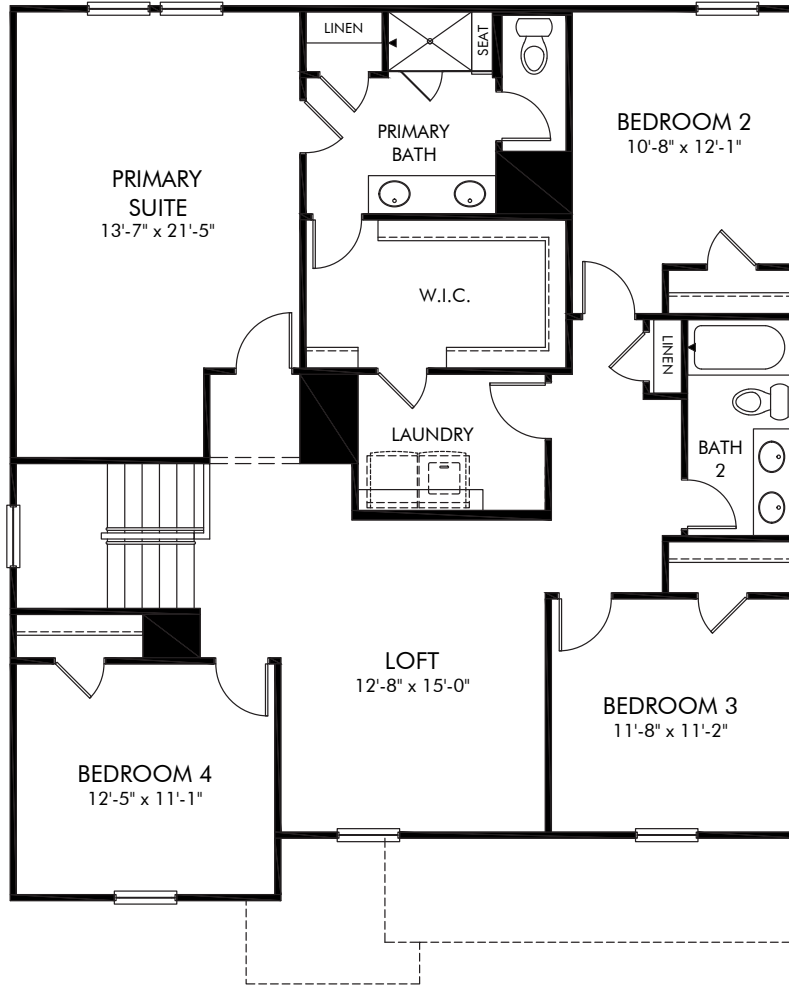 LINEN
SEAT
BEDROOM 2
10'-8" x 12'-1"
PRIMARY
BATH
PRIMARY
SUITE
13'-7" x 21'-5"
W.I.C.
LINEN
LAUNDRY
BATH
2
LOFT
12'-8" x 15'-0"
BEDROOM 3
11'-8" x 11'-2"
BEDROOM 4
12'-5" x 11'-1"